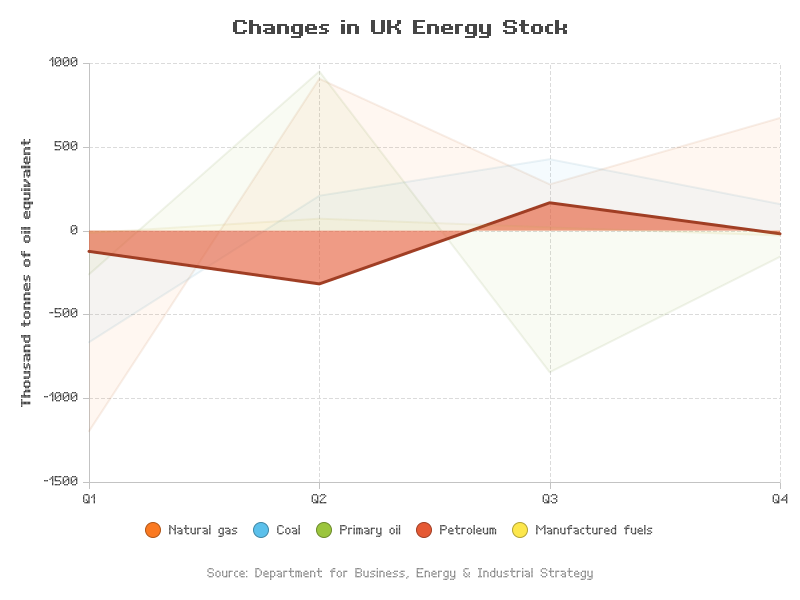 Changes in UK Energy Stock
Thousand tonnes of oil equivalent
1000
500
0
-500
-1000
-1500
Q1 Q2 Q3 Q4
Natural gas Coal Primary oil Petroleum Manufactured fuels
Source: Department for Business, Energy & Industrial Strategy